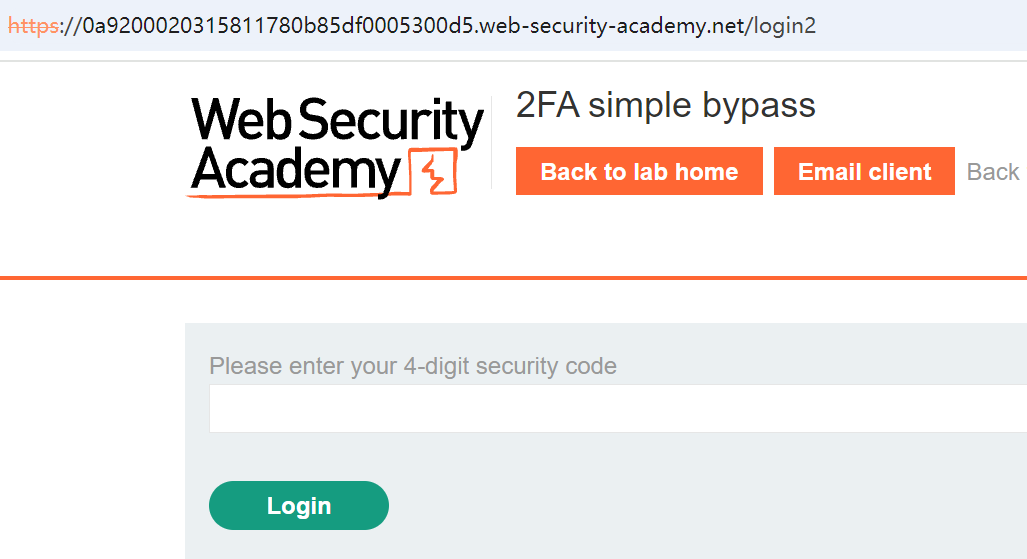 https://0a9200020315811780b85df0005300d5.web-security-academy.net/login2
Web Security
Academy
2FA simple bypass
Back to lab home
Email client
Back
Please enter your 4-digit security code
Login